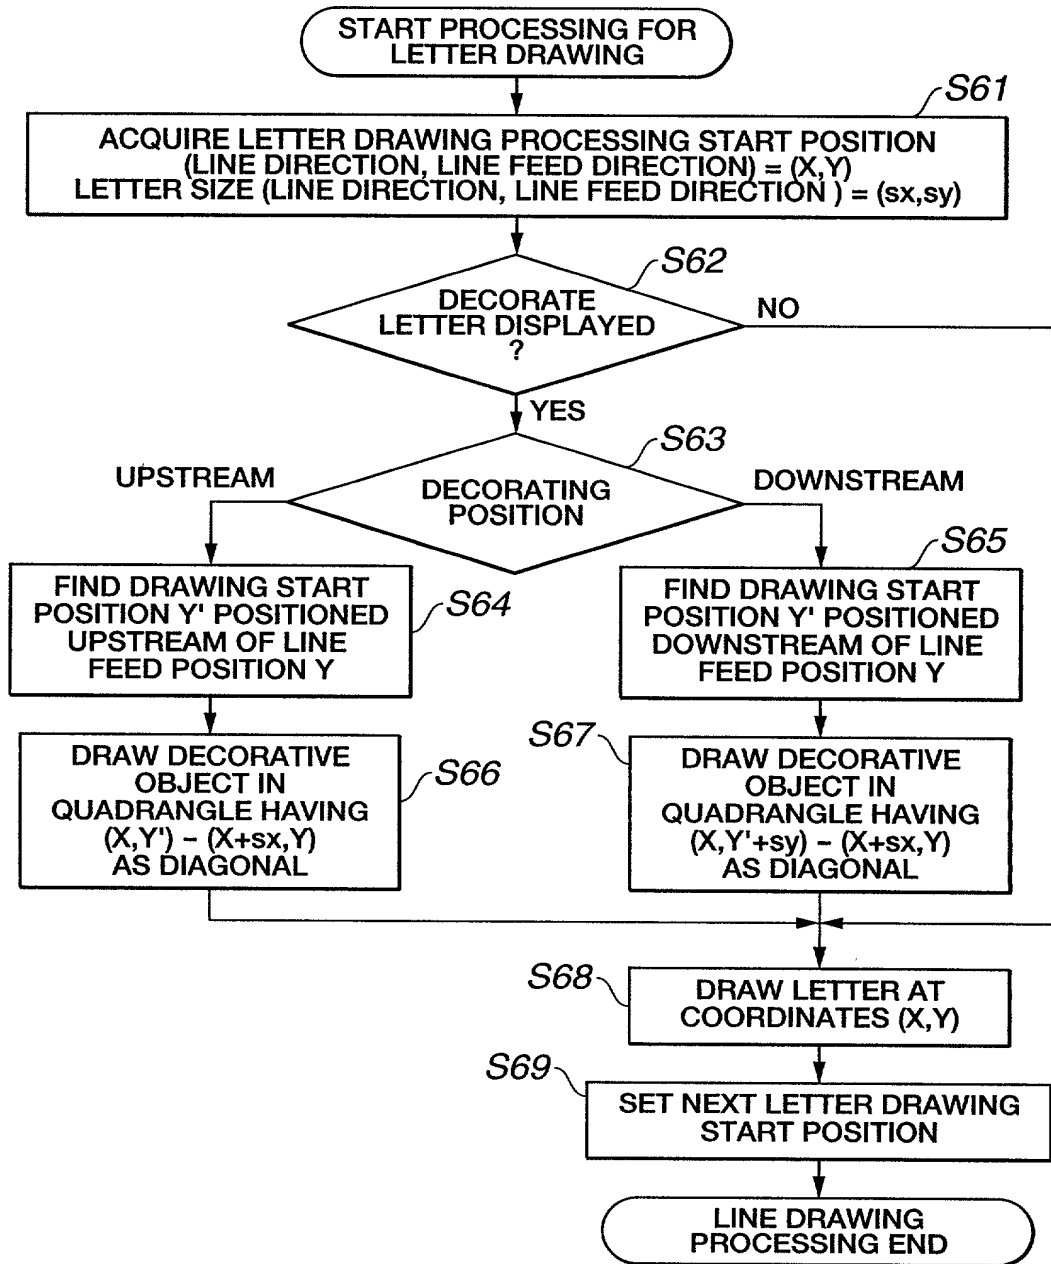 START PROCESSING FOR
LETTER DRAWING
S61
ACQUIRE LETTER DRAWING PROCESSING START POSITION
(LINE DIRECTION, LINE FEED DIRECTION) = (X,Y)
LETTER SIZE (LINE DIRECTION, LINE FEED DIRECTION ) = (sx,sy)
S62
DECORATE
LETTER DISPLAYED
?
NO
YES
S63
UPSTREAM
DECORATING
POSITION
DOWNSTREAM
S64
FIND DRAWING START
POSITION Y' POSITIONED
UPSTREAM OF LINE
FEED POSITION Y
S65
FIND DRAWING START
POSITION Y' POSITIONED
DOWNSTREAM OF LINE
FEED POSITION Y
S66
DRAW DECORATIVE
OBJECT IN
QUADRANGLE HAVING
(X,Y') – (X+sx,Y)
AS DIAGONAL
S67
DRAW DECORATIVE
OBJECT IN
QUADRANGLE HAVING
(X,Y'+sy) – (X+sx,Y)
AS DIAGONAL
S68
DRAW LETTER AT
COORDINATES (X,Y)
S69
SET NEXT LETTER DRAWING
START POSITION
LINE DRAWING
PROCESSING END